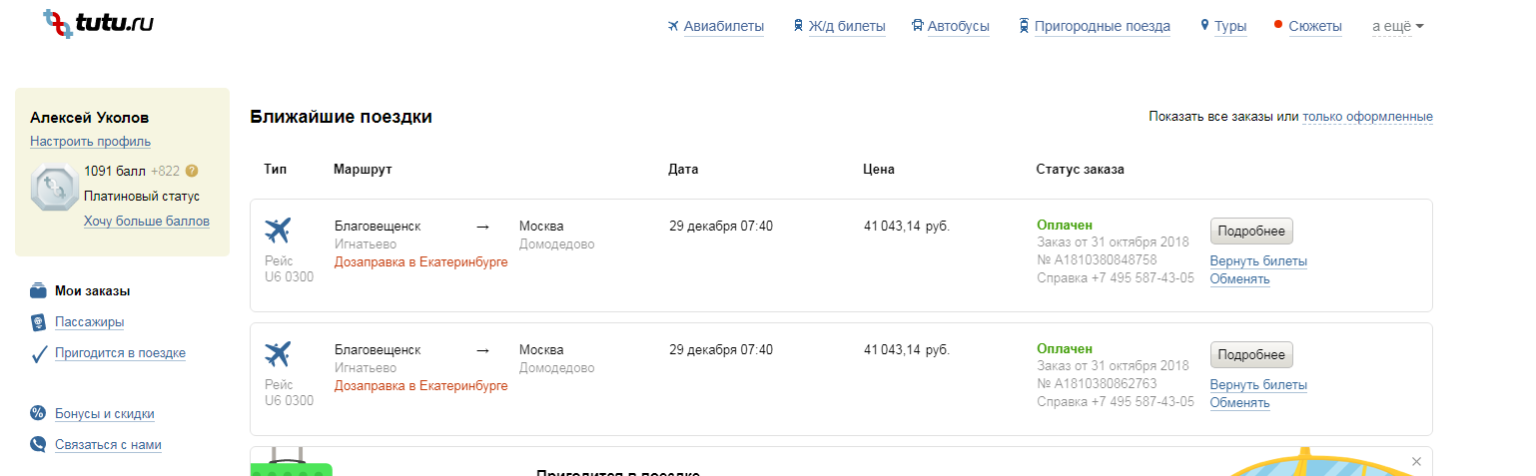 tutu.ru
Авиабилеты Ж/д билеты Автобусы Пригородные поезда Туры Сюжеты а ещё
Алексей Уколов
Настроить профиль
1091 балл +822 ?
Платиновый статус
Хочу больше баллов
Мои заказы
Пассажиры
Пригодится в поездке
Бонусы и скидки
Связаться с нами
Ближайшие поездки
Показать все заказы или только оформленные
Тип Маршрут Дата Цена Статус заказа
Благовещенск → Москва 29 декабря 07:40 41 043,14 руб. Оплачен Подробнее
Игнатьево Домодедово Заказ от 31 октября 2018
Рейс Дозаправка в Екатеринбурге № A1810380848758 Вернуть билеты
U6 0300 Справка +7 495 587-43-05 Обменять
Благовещенск → Москва 29 декабря 07:40 41 043,14 руб. Оплачен Подробнее
Игнатьево Домодедово Заказ от 31 октября 2018
Рейс Дозаправка в Екатеринбурге № A1810380862763 Вернуть билеты
U6 0300 Справка +7 495 587-43-05 Обменять
Пригодится в поездке